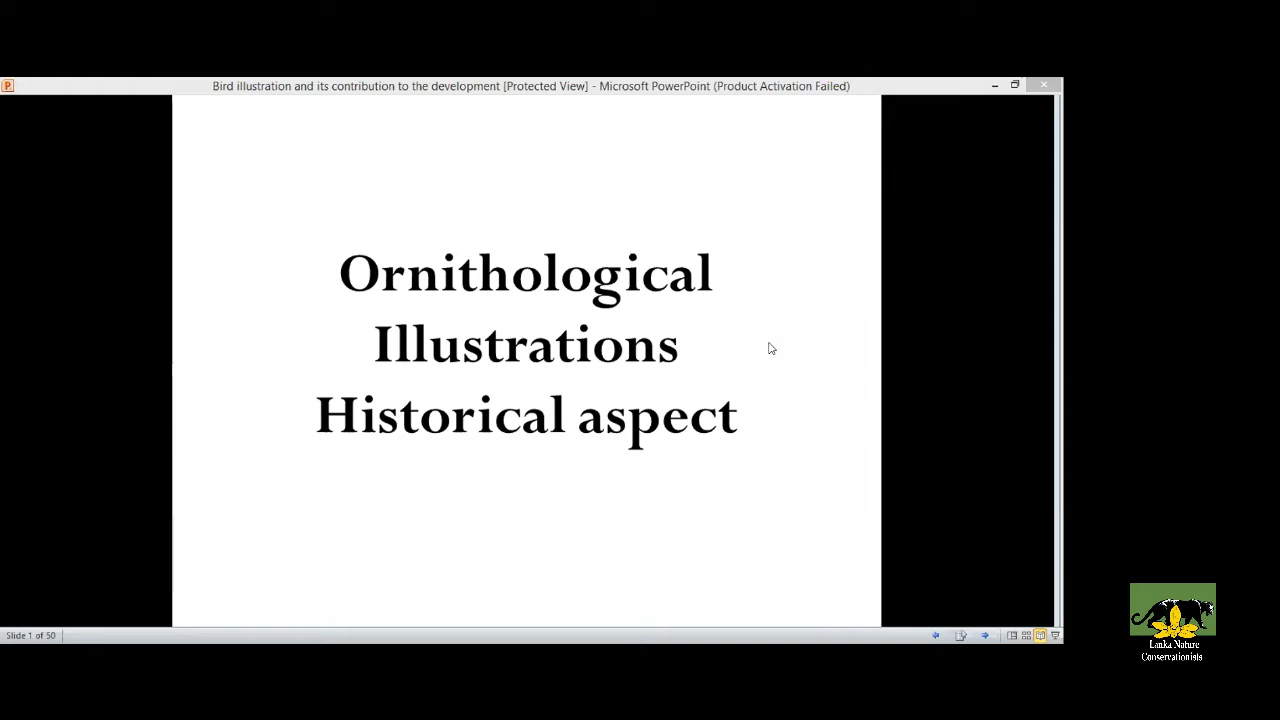 Bird illustration and its contribution to the development [Protected View] - Microsoft PowerPoint (Product Activation Failed)
Ornithological
Illustrations
Historical aspect
Slide 1 of 50
Lanka Nature
Conservationists